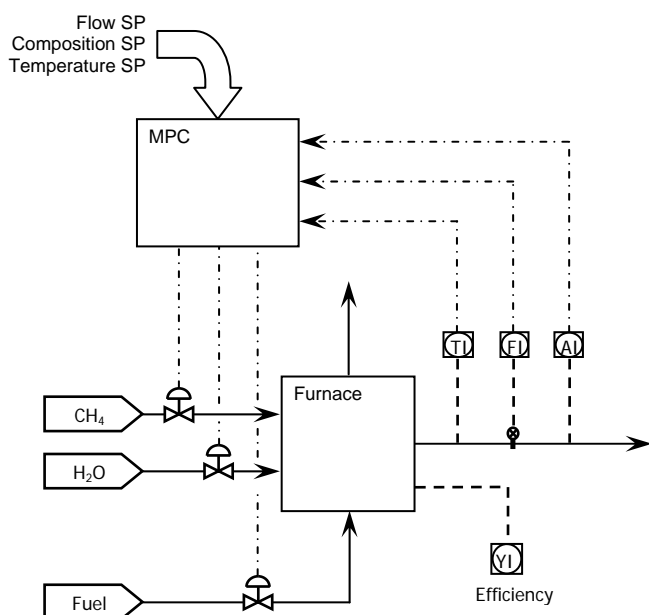 Flow SP
Composition SP
Temperature SP
MPC
TI
FI
AI
Furnace
CH₄
H₂O
YI
Efficiency
Fuel